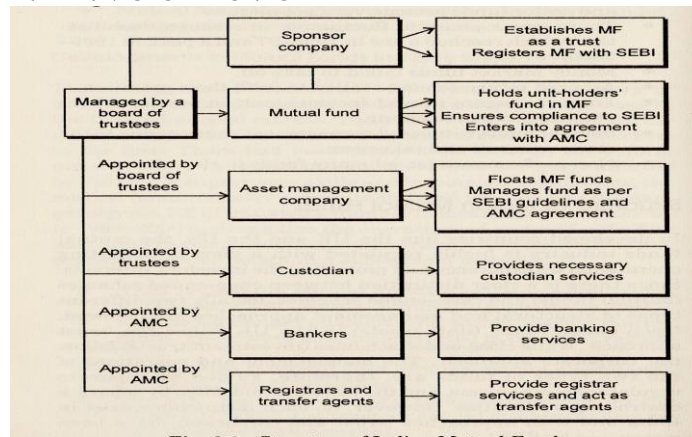 Sponsor
company
Establishes MF
as a trust
Registers MF with SEBI
Managed by a
board of
trustees
Mutual fund
Holds unit-holders'
fund in MF
Ensures compliance to SEBI
Enters into agreement
with AMC
Appointed by
board of
trustees
Asset management
company
Floats MF funds
Manages fund as per
SEBI guidelines and
AMC agreement
Appointed by
trustees
Custodian
Provides necessary
custodian services
Appointed by
AMC
Bankers
Provide banking
services
Appointed by
AMC
Registrars and
transfer agents
Provide registrar
services and act as
transfer agents